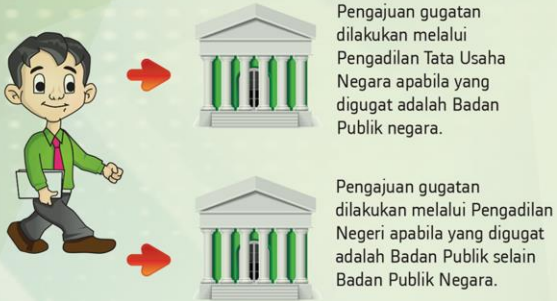 Pengajuan gugatan
dilakukan melalui
Pengadilan Tata Usaha
Negara apabila yang
digugat adalah Badan
Publik negara.
Pengajuan gugatan
dilakukan melalui Pengadilan
Negeri apabila yang digugat
adalah Badan Publik selain
Badan Publik Negara.